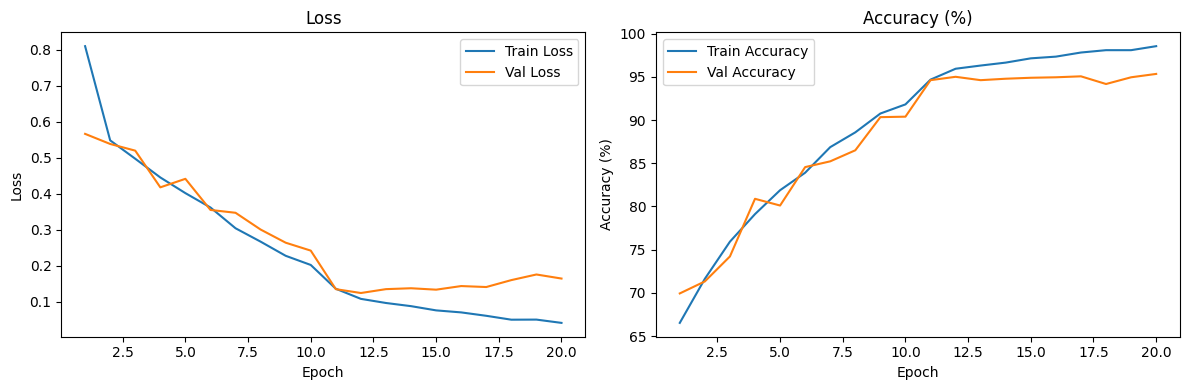 Loss
Train Loss
Val Loss
Loss
0.8
0.7
0.6
0.5
0.4
0.3
0.2
0.1
2.5 5.0 7.5 10.0 12.5 15.0 17.5 20.0
Epoch
Accuracy (%)
Train Accuracy
Val Accuracy
Accuracy (%)
100
95
90
85
80
75
70
65
2.5 5.0 7.5 10.0 12.5 15.0 17.5 20.0
Epoch